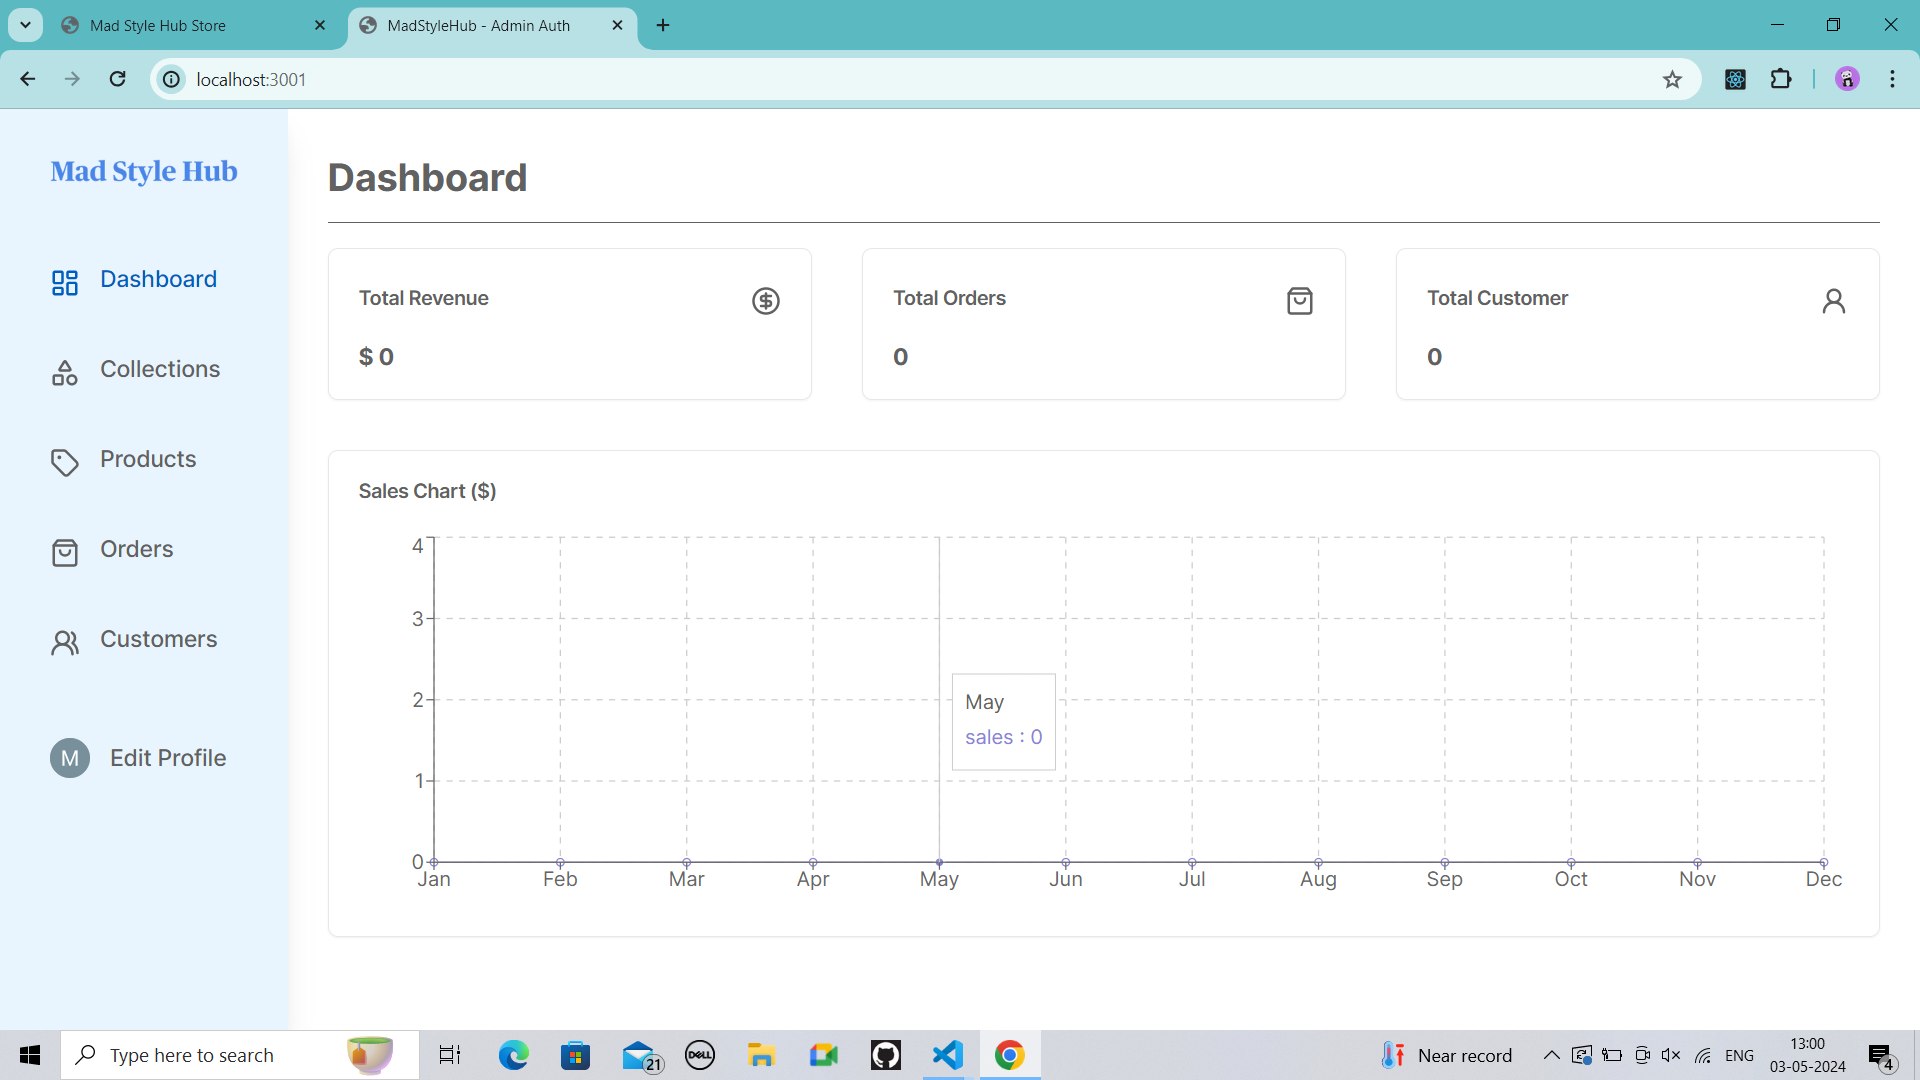 Mad Style Hub Store
MadStyleHub - Admin Auth
localhost:3001
Mad Style Hub
Dashboard
Collections
Products
Orders
Customers
M
Edit Profile
Dashboard
Total Revenue
$ 0
Total Orders
0
Total Customer
0
Sales Chart ($)
4
3
2
1
0
May
sales : 0
Jan Feb Mar Apr May Jun Jul Aug Sep Oct Nov Dec
Type here to search
21
DELL
Near record
ENG
13:00
03-05-2024
4